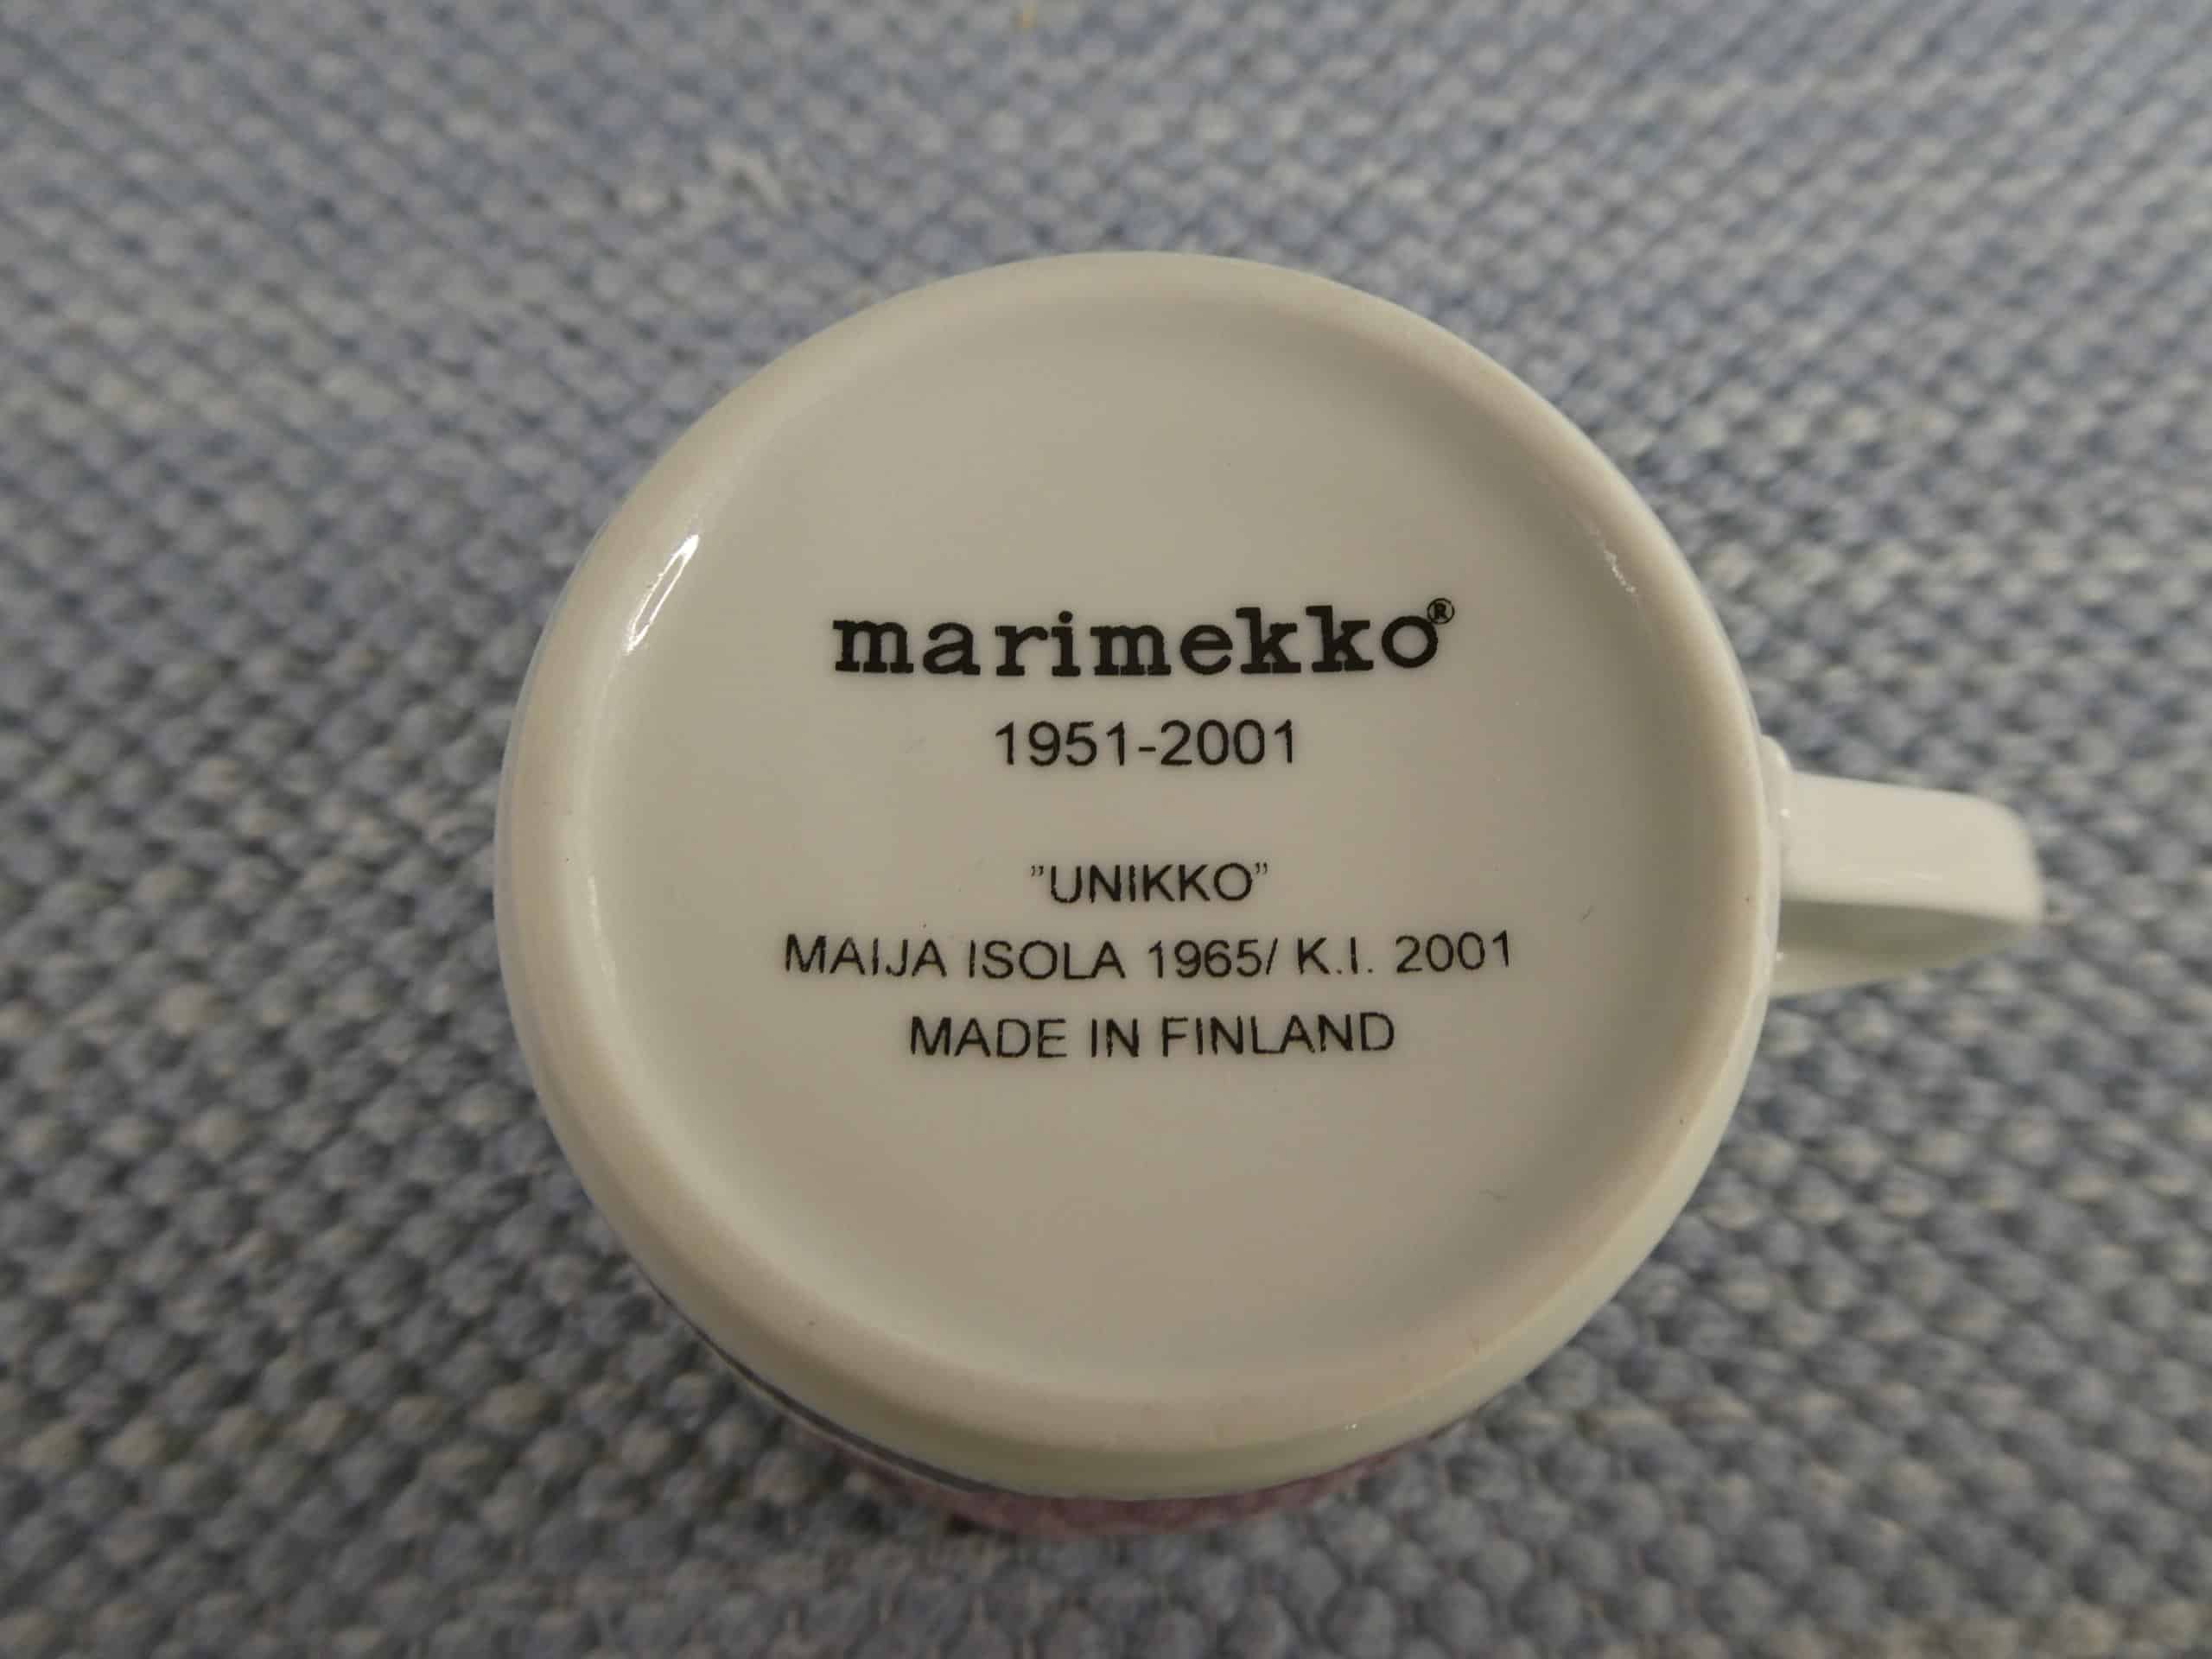 marimekko®
1951-2001
”UNIKKO”
MAIJA ISOLA 1965/ K.I. 2001
MADE IN FINLAND